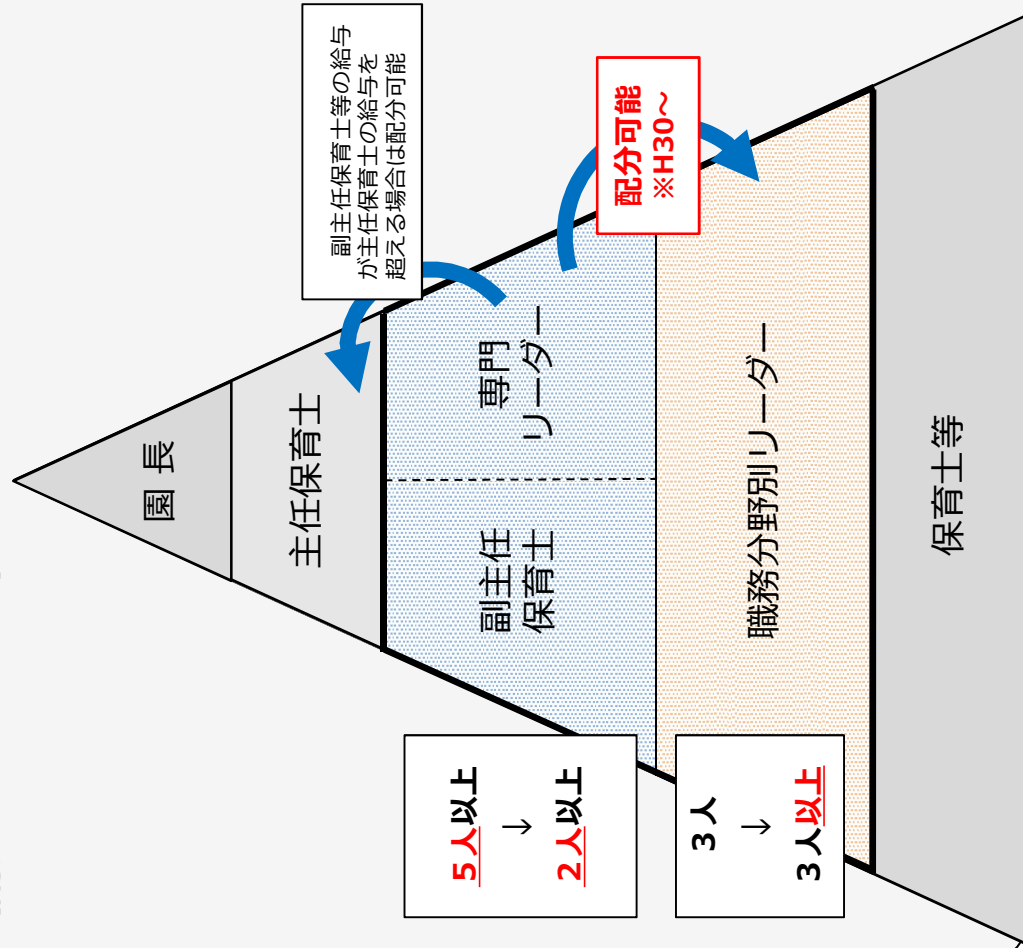 園 長
主任保育士
副主任保育士等の給与
が主任保育士の給与を
超える場合は配分可能
副主任
保育士
専門
リーダー
配分可能
※H30～
5人以上
→
2人以上
職務分野別リーダー
3人
→
3人以上
保育士等